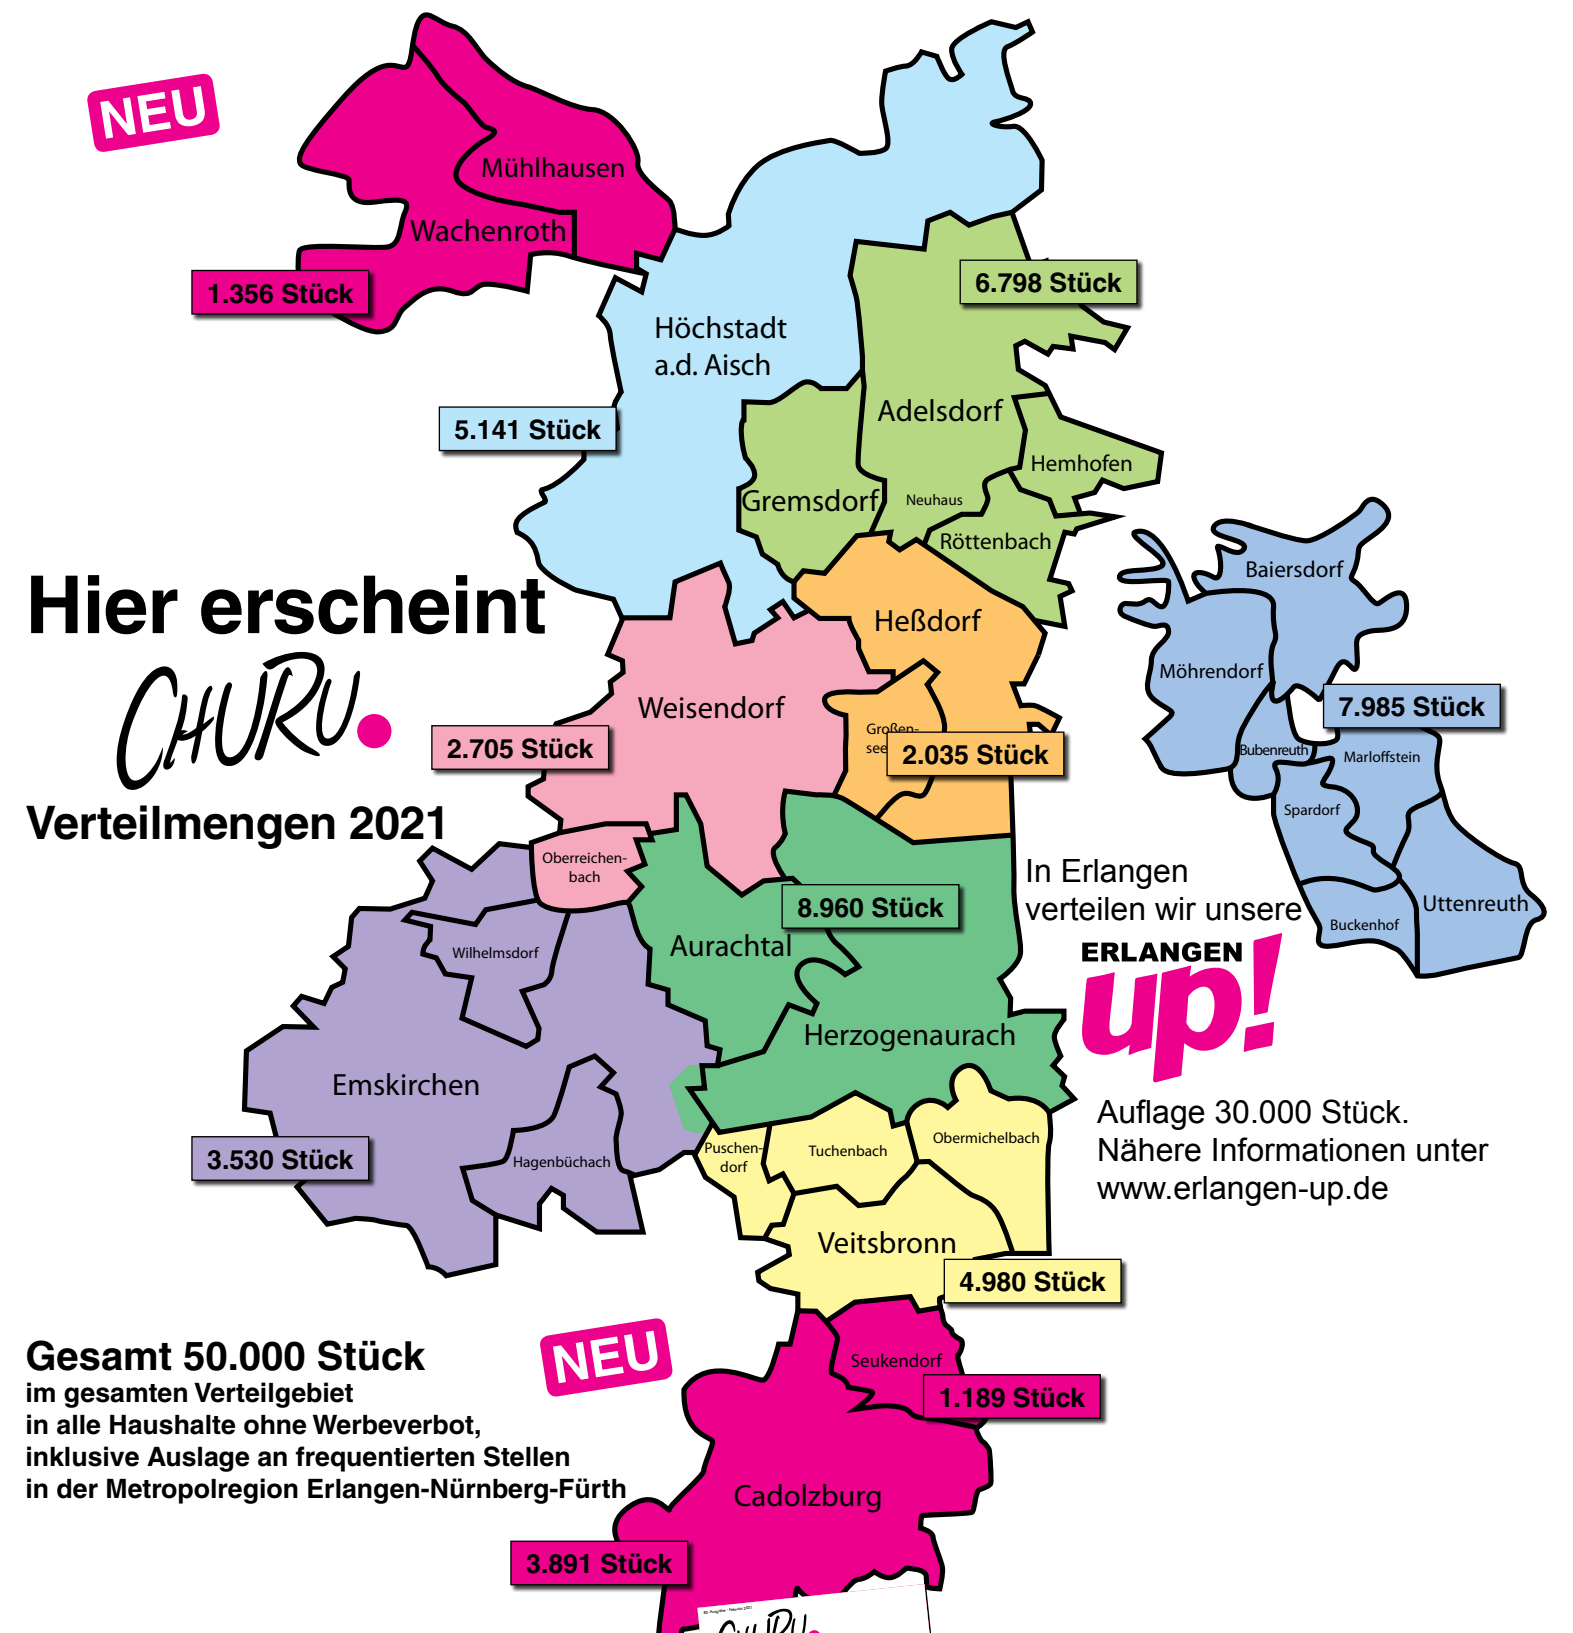 NEU
Mühlhausen
Wachenroth
1.356 Stück
6.798 Stück
Höchstadt
a.d. Aisch
5.141 Stück
Adelsdorf
Hemhofen
Gremsdorf
Neuhaus
Röttenbach
Baiersdorf
Hier erscheint
CHURU.
Verteilmengen 2021
Heßdorf
Möhrendorf
Weisendorf
7.985 Stück
Großen-
see
2.705 Stück
2.035 Stück
Bubenreuth
Marloffstein
Spardorf
Oberreichen-
bach
In Erlangen
verteilen wir unsere
ERLANGEN
up!
Auflage 30.000 Stück.
Nähere Informationen unter
www.erlangen-up.de
8.960 Stück
Uttenreuth
Buckenhof
Aurachtal
Wilhelmsdorf
Herzogenaurach
Emskirchen
3.530 Stück
Hagenbüchach
Puschen-
dorf
Tuchenbach
Obermichelbach
Veitsbronn
4.980 Stück
Gesamt 50.000 Stück
im gesamten Verteilgebiet
in alle Haushalte ohne Werbeverbot,
inklusive Auslage an frequentierten Stellen
in der Metropolregion Erlangen-Nürnberg-Fürth
NEU
Seukendorf
1.189 Stück
Cadolzburg
3.891 Stück
CHURU.